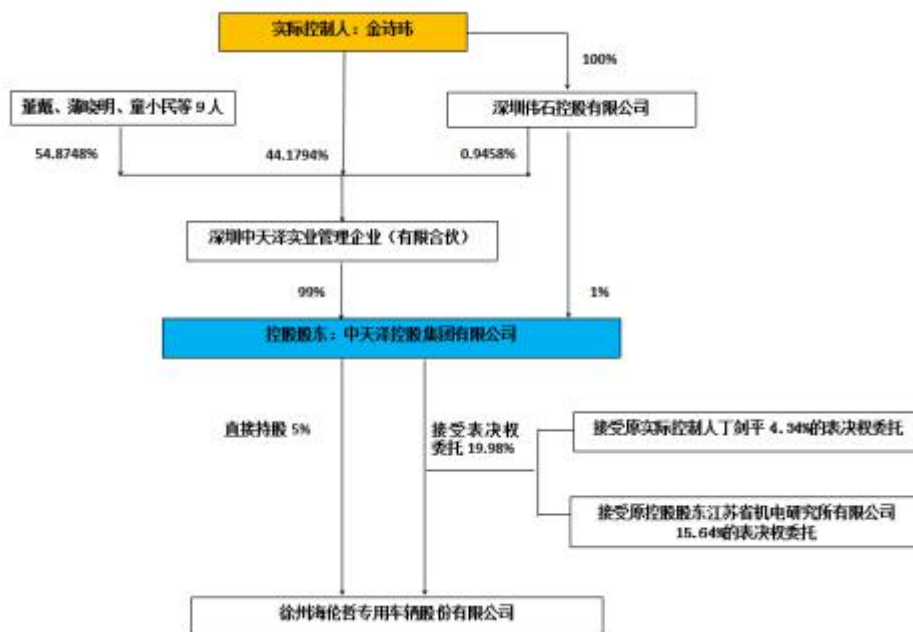 实际控制人：金诗玮
100%
董戴、蒲晓明、童小民等9人
深圳伟石控股有限公司
54.8748%
44.1794%
0.9458%
深圳中天泽实业管理企业（有限合伙）
99%
1%
控股股东：中天泽控股集团有限公司
直接持股5%
接受表决权
委托19.98%
接受原实际控制人丁剑平4.34%的表决权委托
接受原控股股东江苏省机电研究所有限公司
15.64%的表决权委托
徐州海伦哲专用车辆股份有限公司